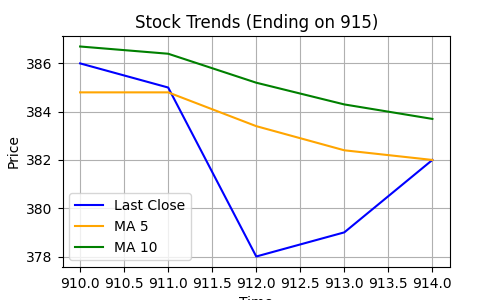 Stock Trends (Ending on 915)
Price
386
384
382
380
378
Last Close
MA 5
MA 10
910.0 910.5 911.0 911.5 912.0 912.5 913.0 913.5 914.0
Time